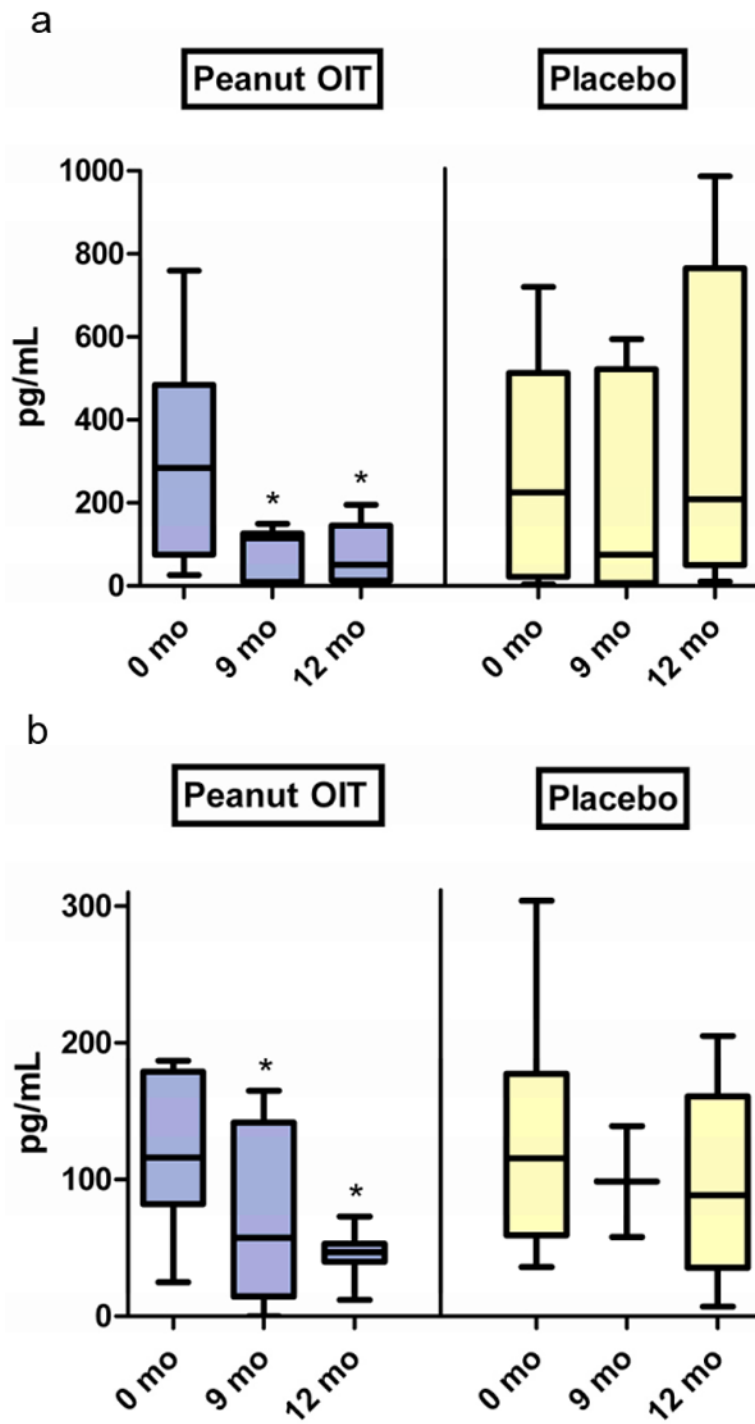 a
Peanut OIT
Placebo
pg/mL
1000
800
600
400
200
0
*
*
0 mo
9 mo
12 mo
0 mo
9 mo
12 mo
b
Peanut OIT
Placebo
pg/mL
300
200
100
0
*
*
0 mo
9 mo
12 mo
0 mo
9 mo
12 mo